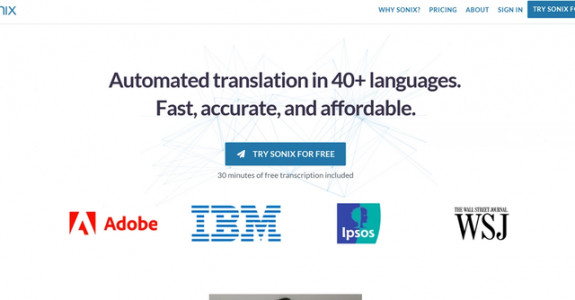 WHY SONIX? PRICING ABOUT SIGN IN TRY SONIX FOR
Automated translation in 40+ languages.
Fast, accurate, and affordable.
TRY SONIX FOR FREE
30 minutes of free transcription included
Adobe IBM Ipsos THE WALL STREET JOURNAL
WSJ